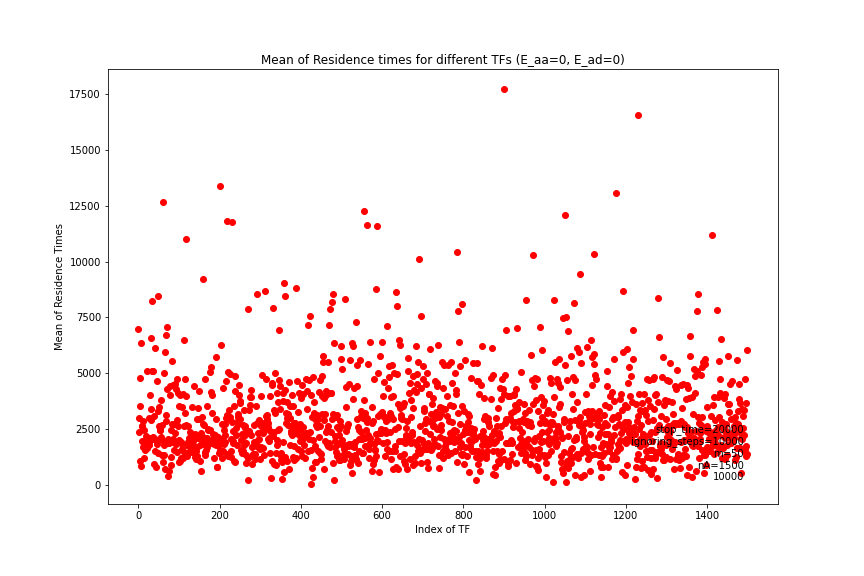 Mean of Residence times for different TFs (E_aa=0, E_ad=0)
Mean of Residence Times
17500
15000
12500
10000
7500
5000
2500
0
stop_time=20000
ignoring_steps=10000
nA=1500
10000
0
200
400
600
800
1000
1200
1400
Index of TF